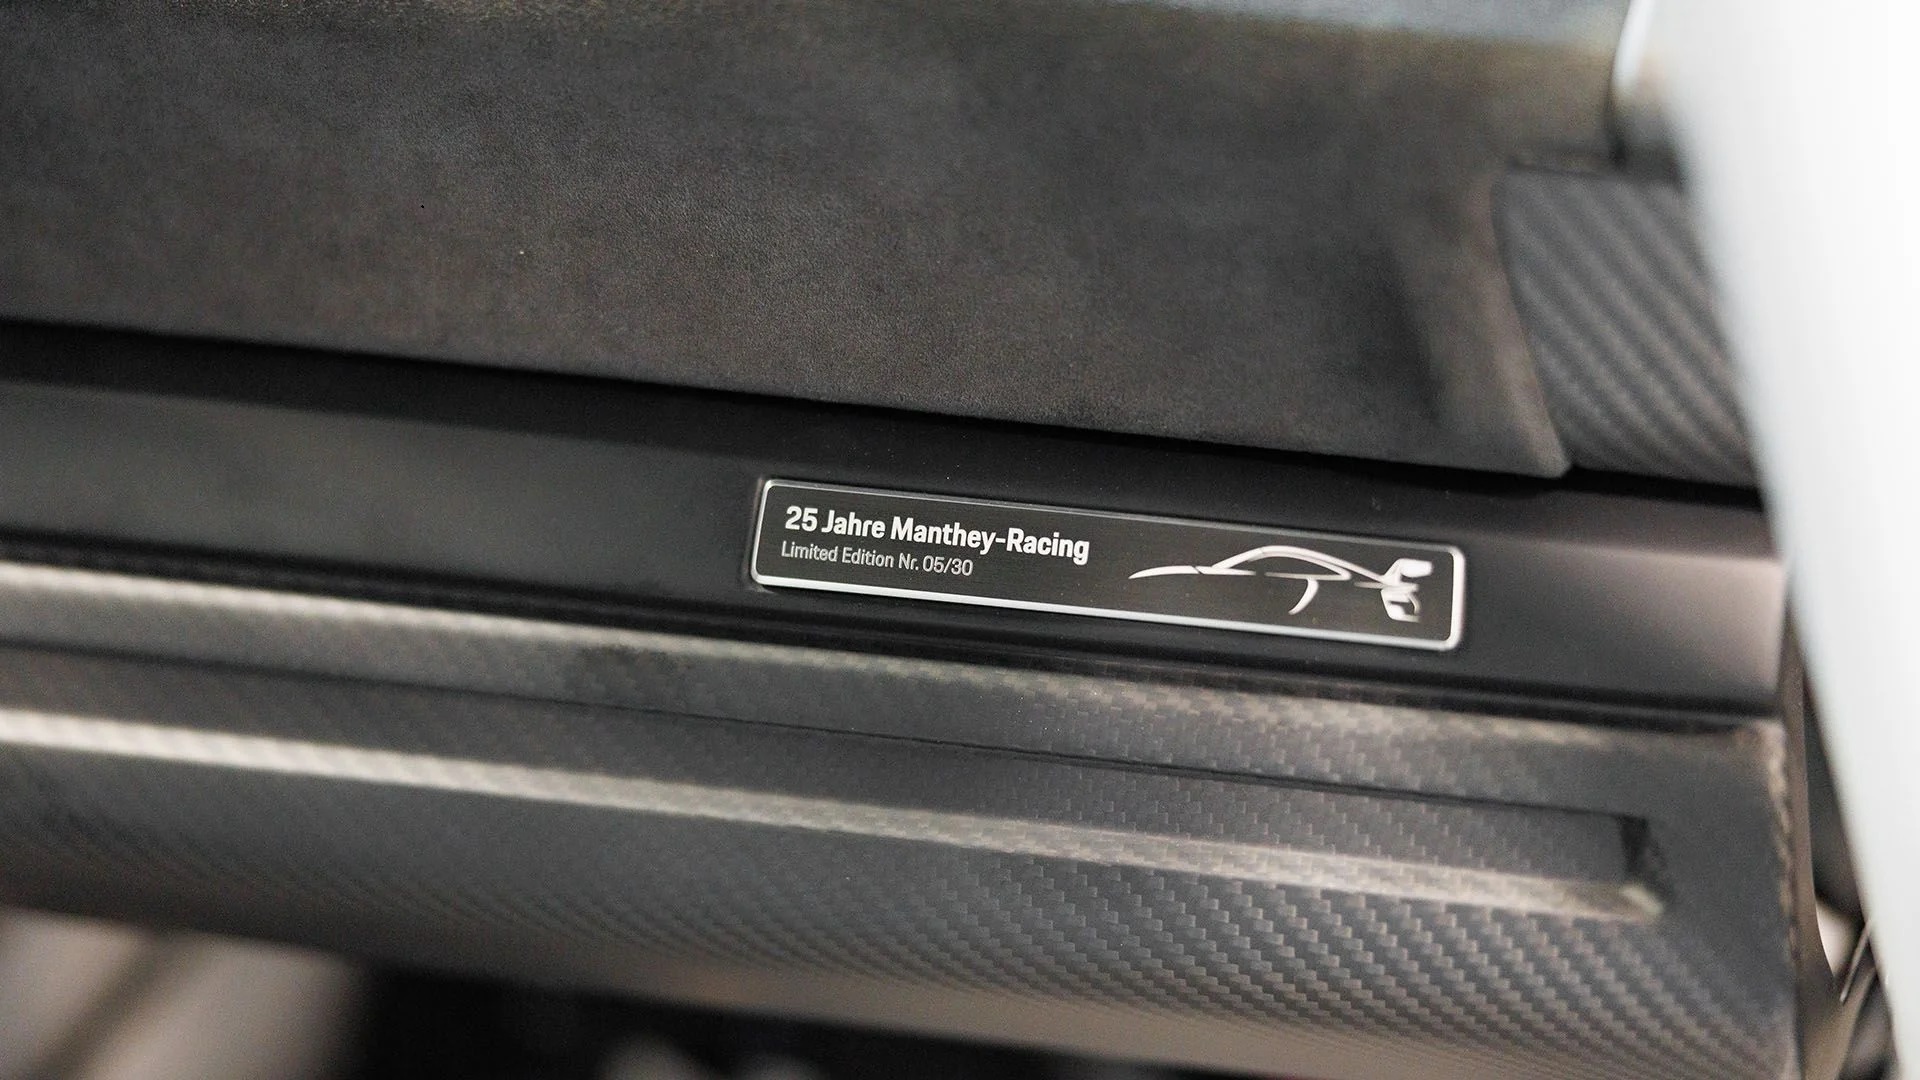 25 Jahre Manthey-Racing
Limited Edition Nr. 05/30